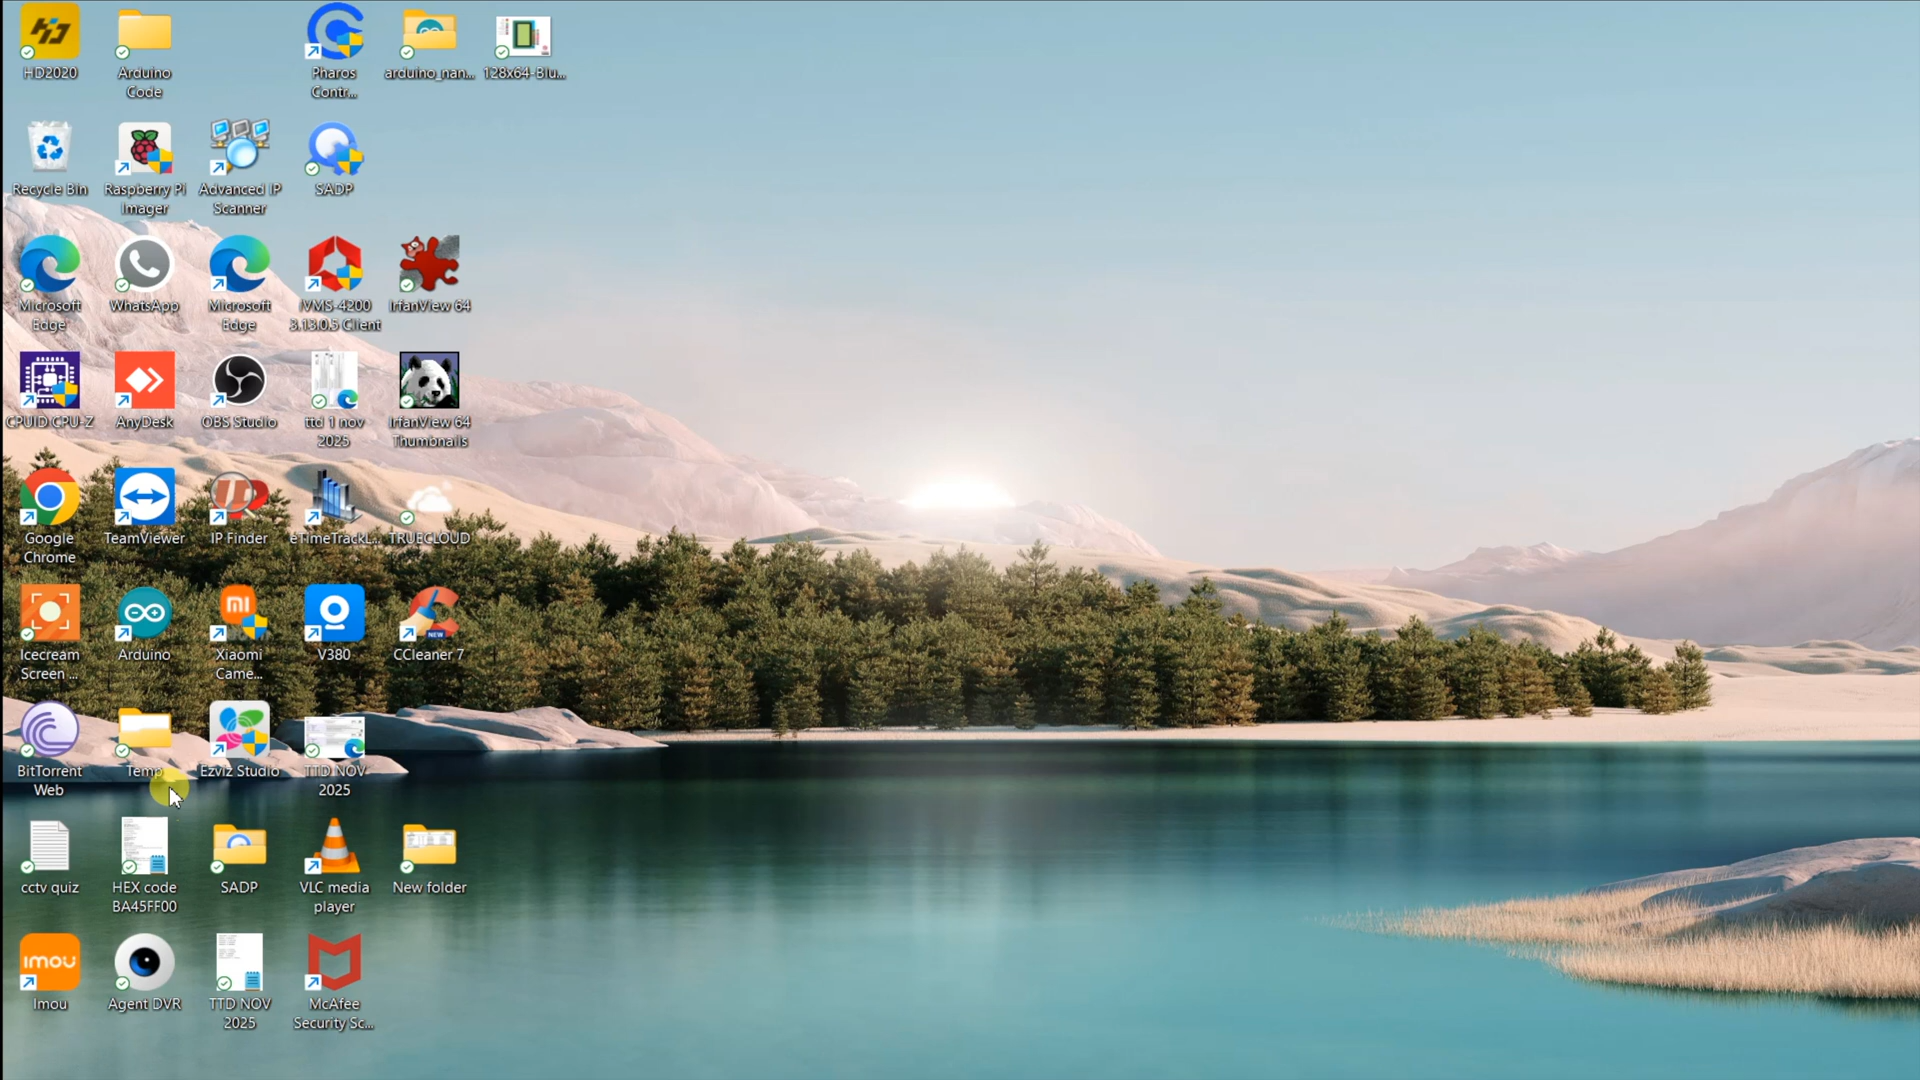 HD2020
Arduino
Code
Pharos
Contr...
arduino_nan...
128x64-Blu...
Recycle Bin
Raspberry Pi
Imager
Advanced IP
Scanner
SADP
Microsoft
Edge
WhatsApp
Microsoft
Edge
iVMS-4200
3.13.0.5 Client
IrfanView 64
CPUID CPU-Z
AnyDesk
OBS Studio
ttd 1 nov
2025
IrfanView 64
Thumbnails
Google
Chrome
TeamViewer
IP Finder
eTimeTrackL...
TRUECLOUD
Icecream
Screen ...
Arduino
Xiaomi
Came...
V380
NEW
CCleaner 7
BitTorrent
Web
Temp
Ezviz Studio
TTD NOV
2025
cctv quiz
HEX code
BA45FF00
SADP
VLC media
player
New folder
imou
Imou
Agent DVR
TTD NOV
2025
McAfee
Security Sc...